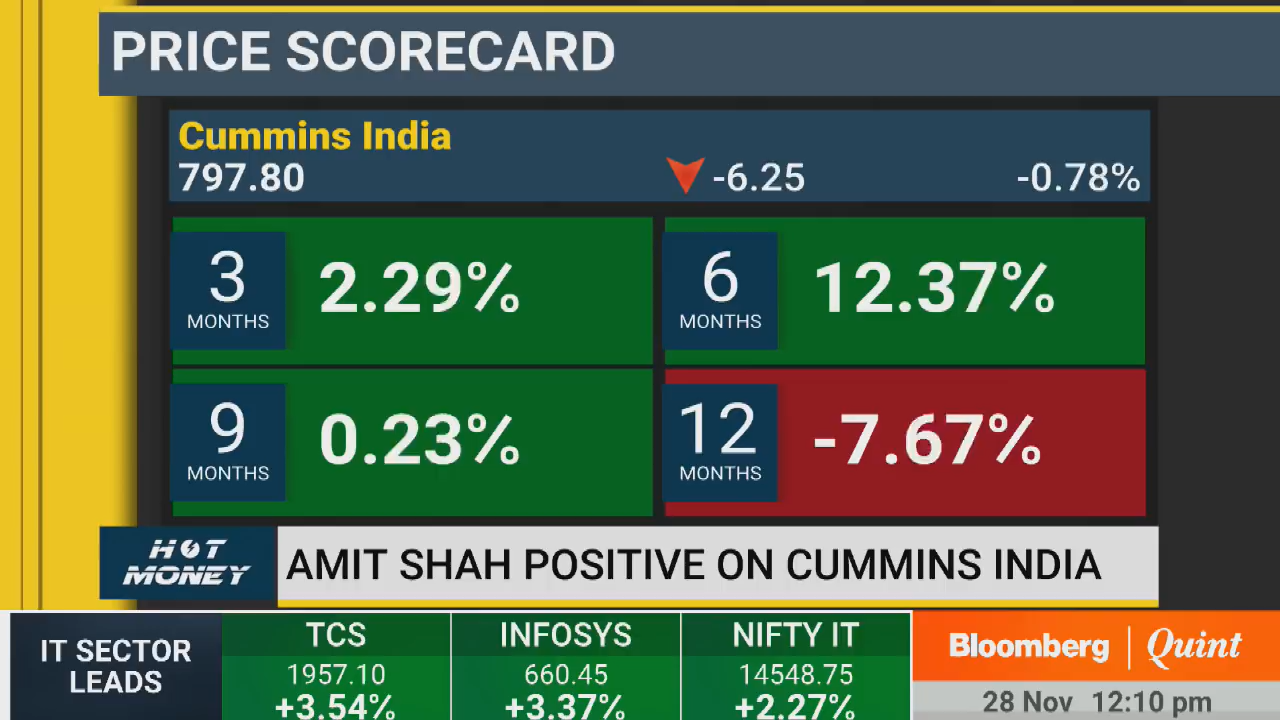 PRICE SCORECARD
Cummins India
797.80 -6.25 -0.78%
3 MONTHS 2.29%
6 MONTHS 12.37%
9 MONTHS 0.23%
12 MONTHS -7.67%
HOT MONEY
AMIT SHAH POSITIVE ON CUMMINS INDIA
IT SECTOR LEADS
TCS
1957.10
+3.54%
INFOSYS
660.45
+3.37%
NIFTY IT
14548.75
+2.27%
Bloomberg | Quint
28 Nov 12:10 pm